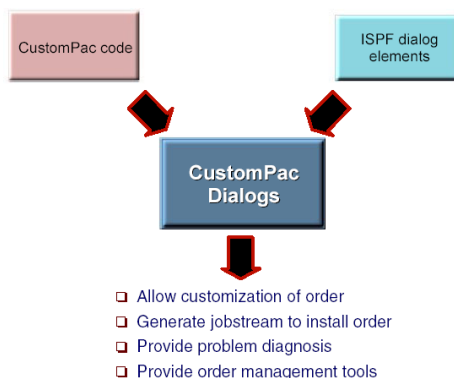 CustomPac code
ISPF dialog
elements
CustomPac
Dialogs
Allow customization of order
Generate jobstream to install order
Provide problem diagnosis
Provide order management tools